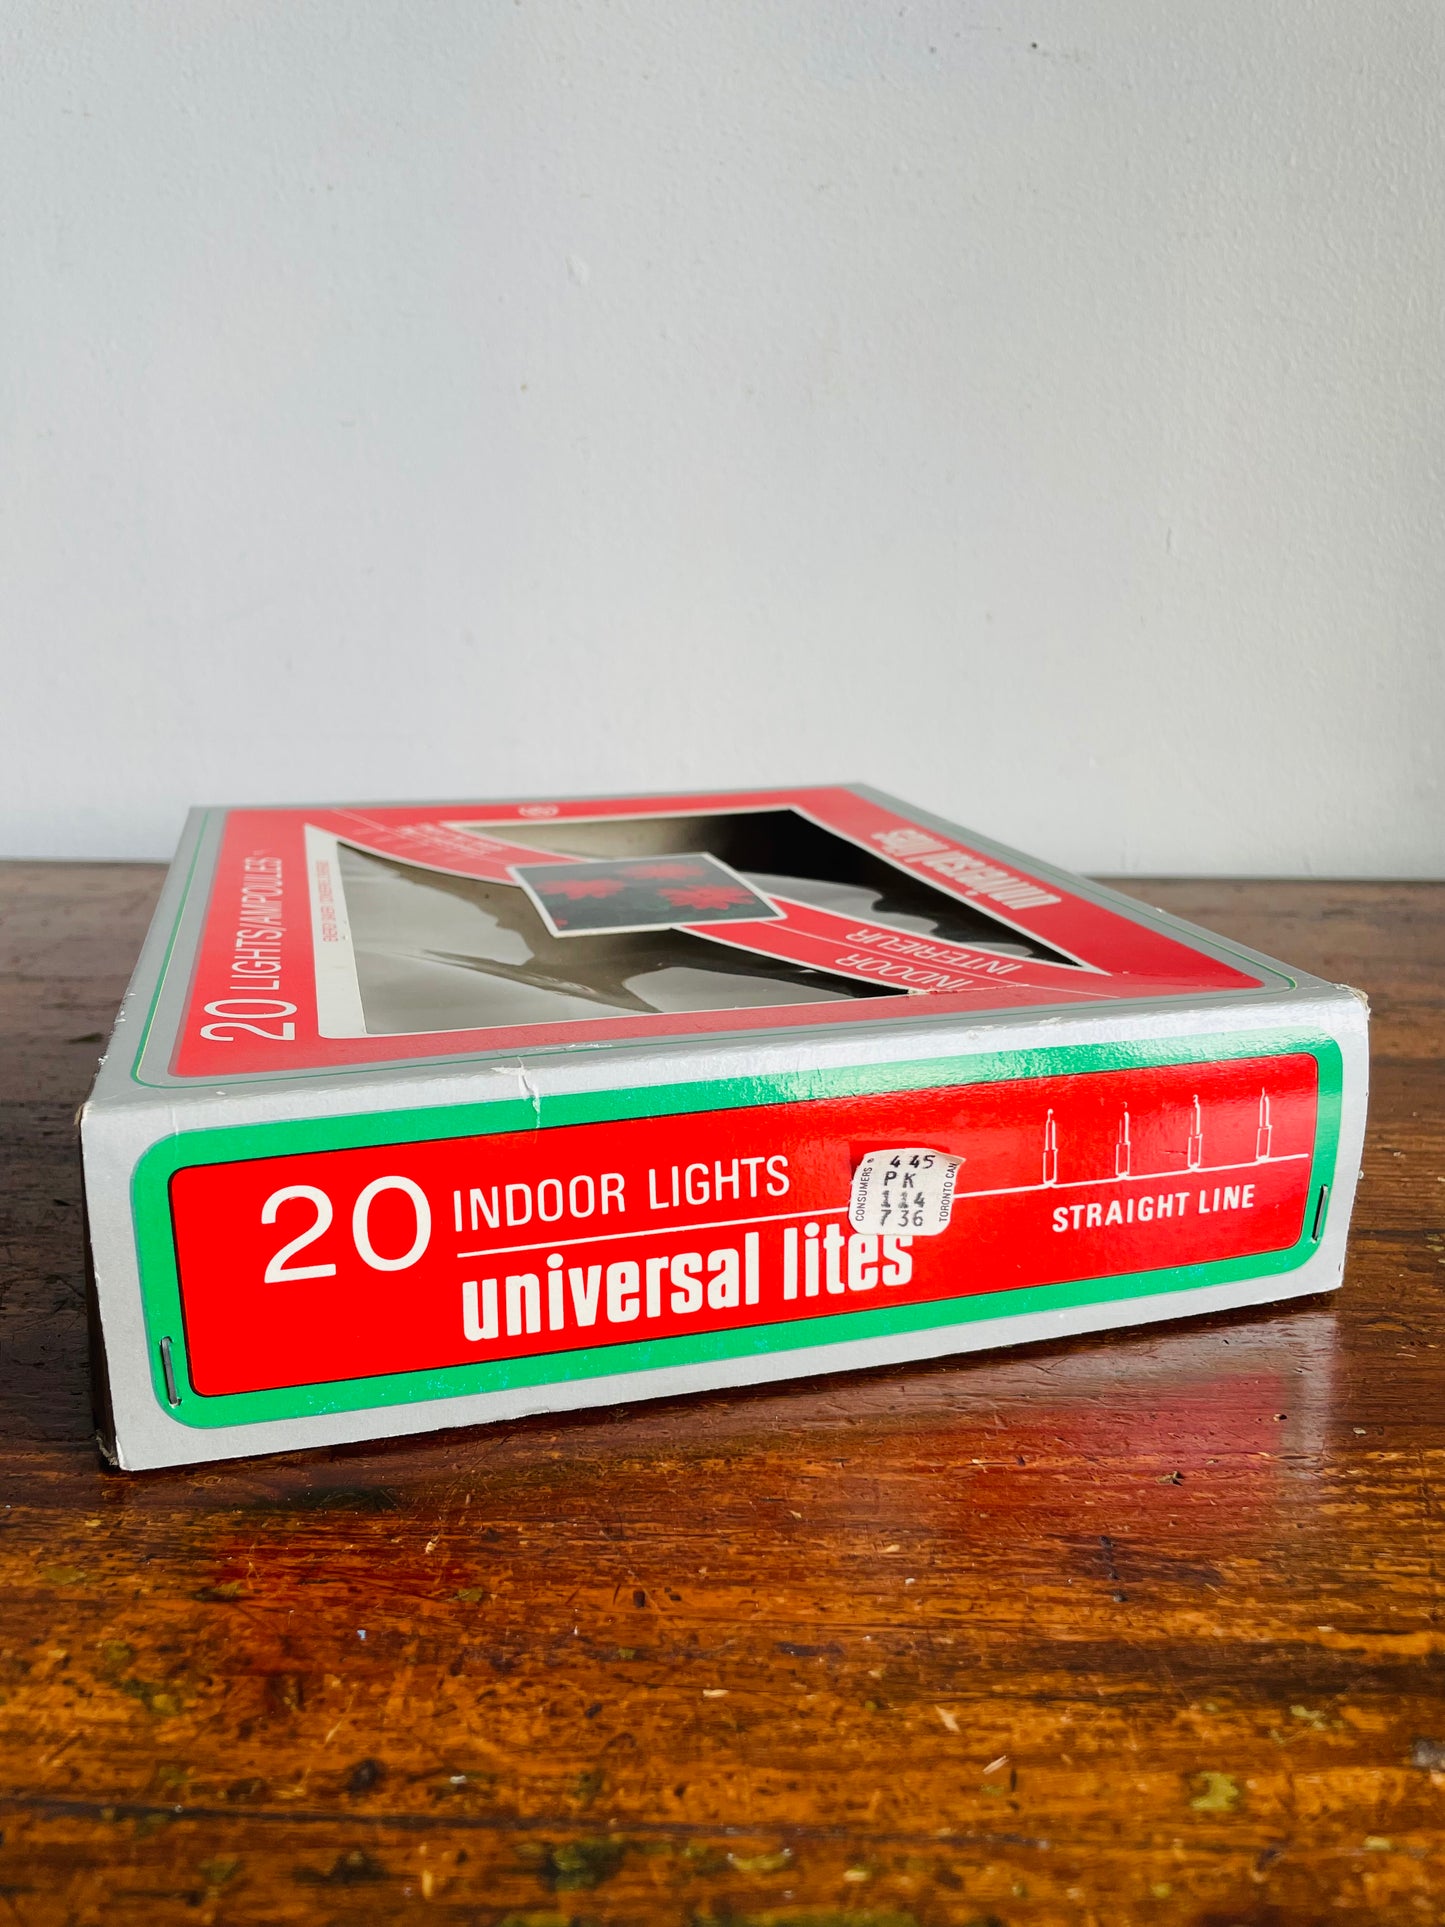 20 LIGHTS/AMPOULES
universal lites
INDOOR
INTERIEUR
20 INDOOR LIGHTS
universal lites
STRAIGHT LINE
CONSUMERS
445
PK
114
736
TORONTO CAN